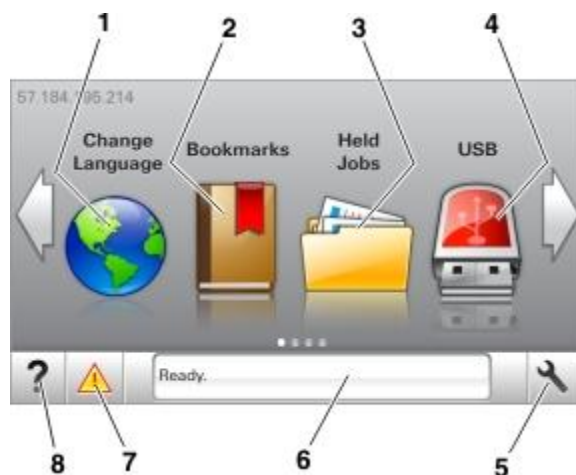 1 2 3 4
57.184.195.214
Change
Language
Bookmarks
Held
Jobs
USB
?
Ready.
8 7 6 5